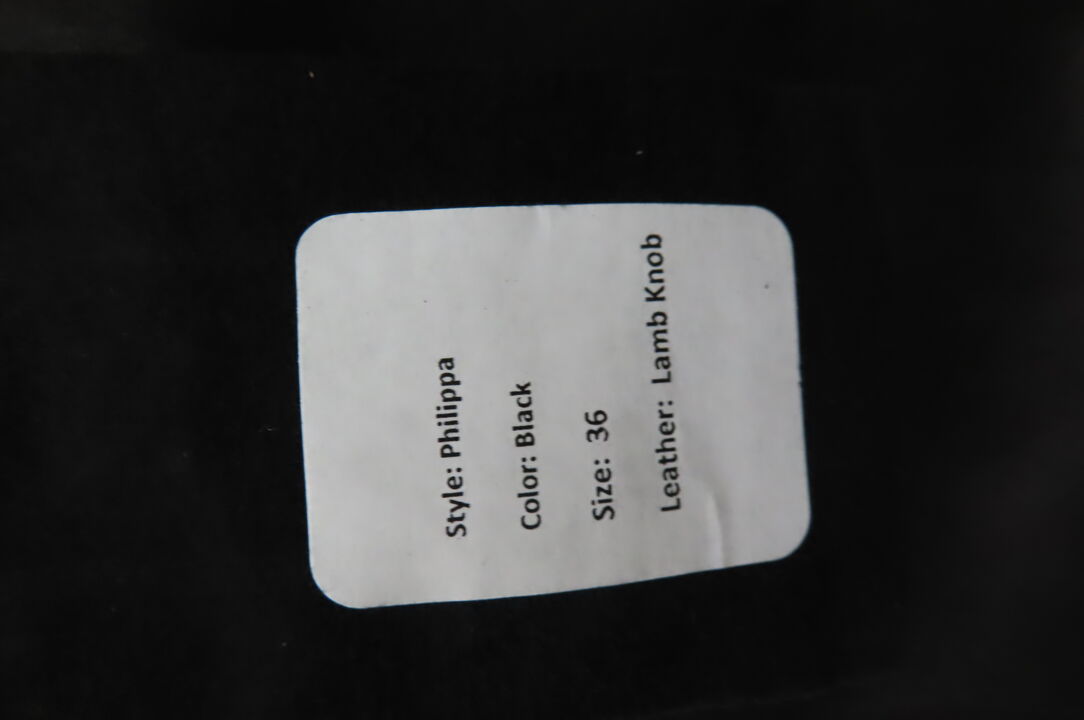 Style: Philippa
Color: Black
Size: 36
Leather: Lamb Knob